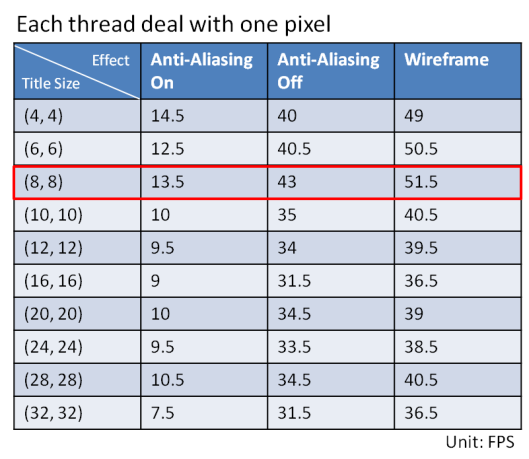 Each thread deal with one pixel
Effect
Title Size
Anti-Aliasing On
Anti-Aliasing Off
Wireframe
(4, 4) 14.5 40 49
(6, 6) 12.5 40.5 50.5
(8, 8) 13.5 43 51.5
(10, 10) 10 35 40.5
(12, 12) 9.5 34 39.5
(16, 16) 9 31.5 36.5
(20, 20) 10 34.5 39
(24, 24) 9.5 33.5 38.5
(28, 28) 10.5 34.5 40.5
(32, 32) 7.5 31.5 36.5
Unit: FPS